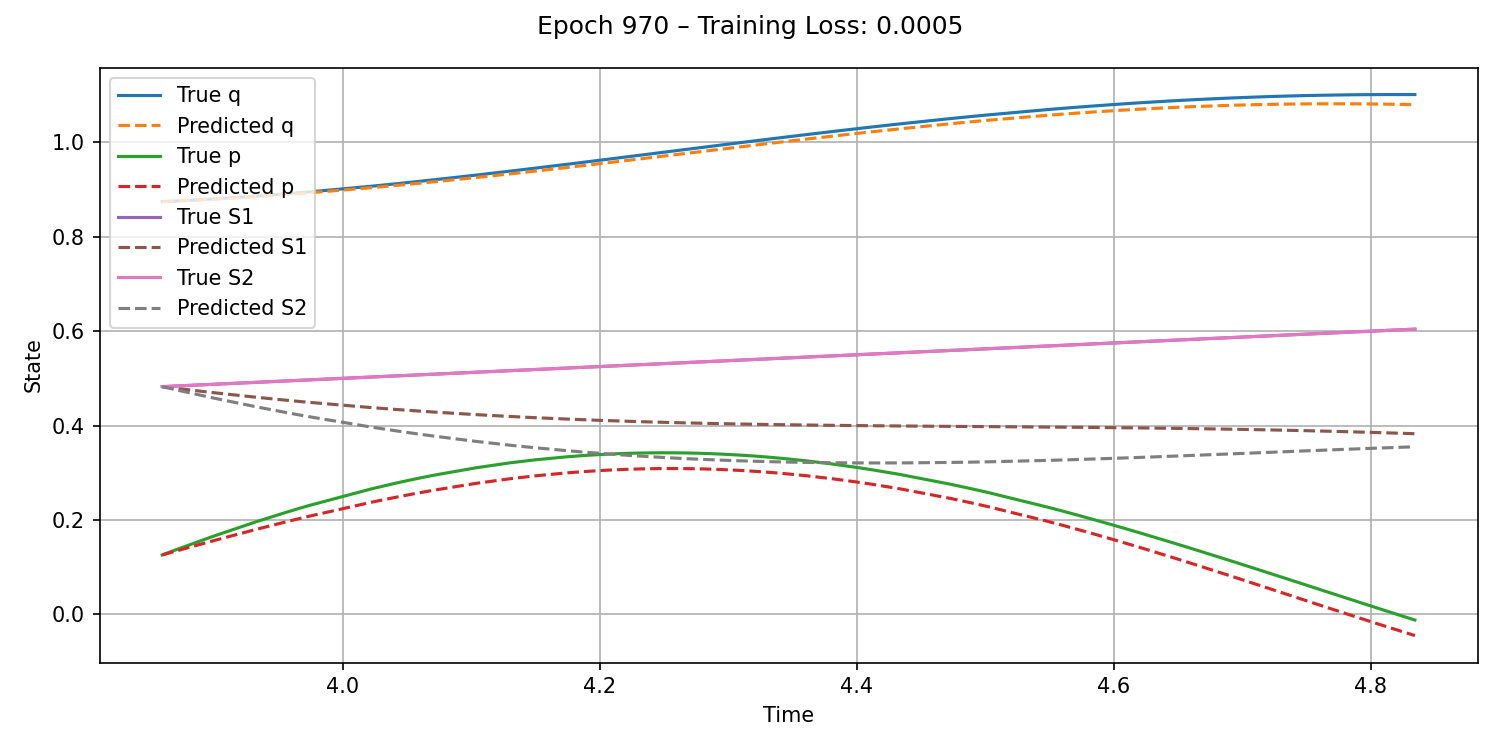 Epoch 970 – Training Loss: 0.0005
True q
Predicted q
True p
Predicted p
True S1
Predicted S1
True S2
Predicted S2
1.0
0.8
0.6
0.4
0.2
0.0
State
4.0 4.2 4.4 4.6 4.8
Time